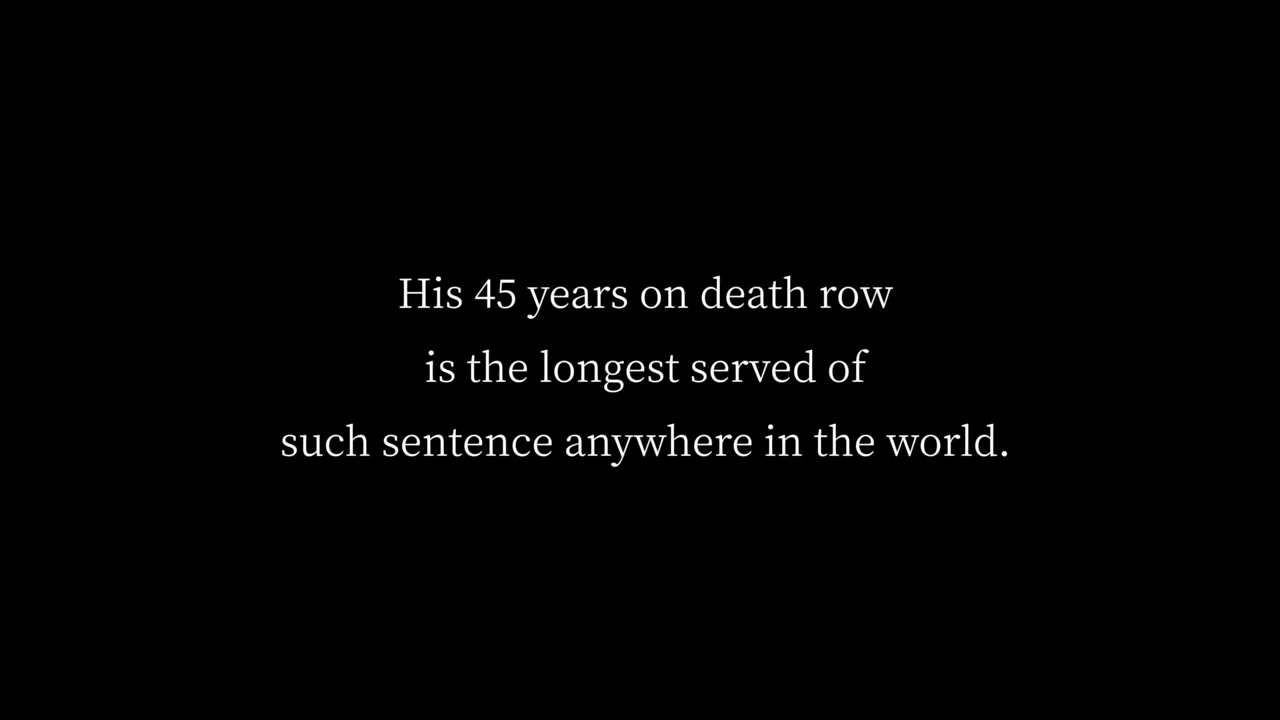 His 45 years on death row
is the longest served of
such sentence anywhere in the world.